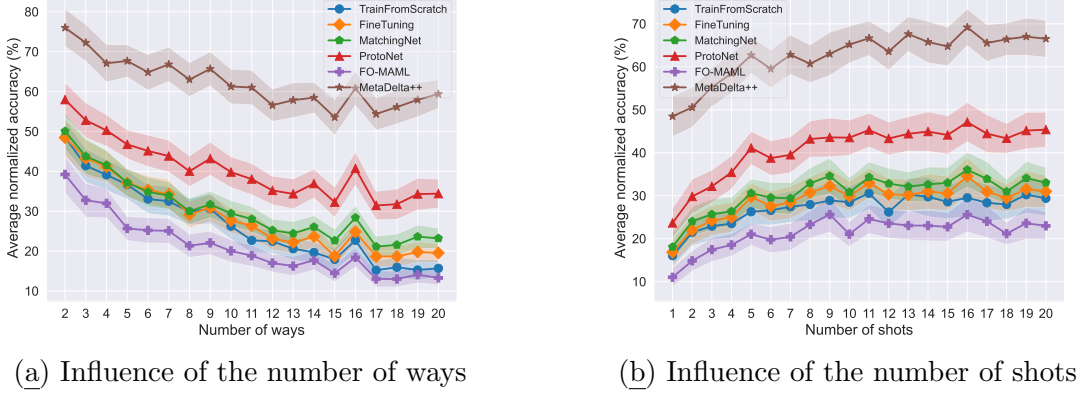 80
70
60
50
40
30
20
10
Average normalized accuracy (%)
TrainFromScratch
FineTuning
MatchingNet
ProtoNet
FO-MAML
MetaDelta++
2 3 4 5 6 7 8 9 10 11 12 13 14 15 16 17 18 19 20
Number of ways
(a) Influence of the number of ways
70
60
50
40
30
20
10
Average normalized accuracy (%)
TrainFromScratch
FineTuning
MatchingNet
ProtoNet
FO-MAML
MetaDelta++
1 2 3 4 5 6 7 8 9 10 11 12 13 14 15 16 17 18 19 20
Number of shots
(b) Influence of the number of shots